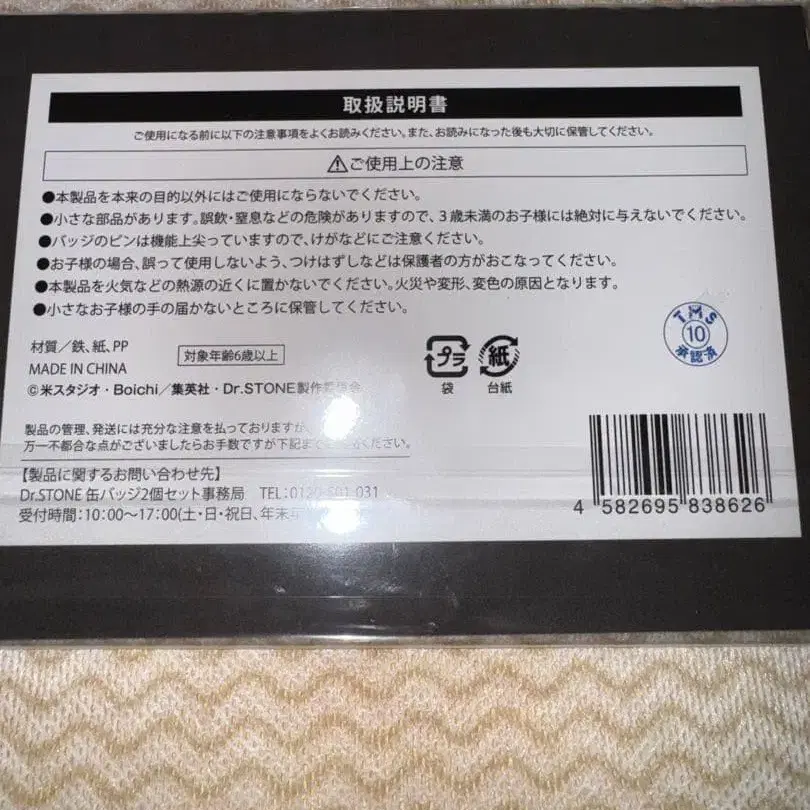 取扱説明書
ご使用になる前に以下の注意事項をよくお読みください。また、お読みになった後も大切に保管してください。
⚠ご使用上の注意
●本製品を本来の目的以外にはご使用にならないでください。
●小さな部品があります。誤飲・窒息などの危険がありますので、3歳未満のお子様には絶対に与えないでください。
●バッジのピンは機能上尖っていますので、けがなどにご注意ください。
●お子様の場合、誤って使用しないよう、つけはずしなどは保護者の方がおこなってください。
●本製品を火気などの熱源の近くに置かないでください。火災や変形、変色の原因となります。
●小さなお子様の手の届かないところに保管してください。
材質/鉄、紙、PP
対象年齢6歳以上
MADE IN CHINA
©米スタジオ・Boichi/集英社・Dr.STONE製作委員会
プラ
袋
紙
台紙
TMS
10
承認済
製品の管理、発送には充分な注意を払っておりますが、
万一不都合な点がございましたらお手数ですが下記まで ください。
【製品に関するお問い合わせ先】
Dr.STONE 缶バッジ2個セット事務局 TEL:0120-501-031
受付時間:10:00~17:00(土・日・祝日、年末年
4 582695 838626